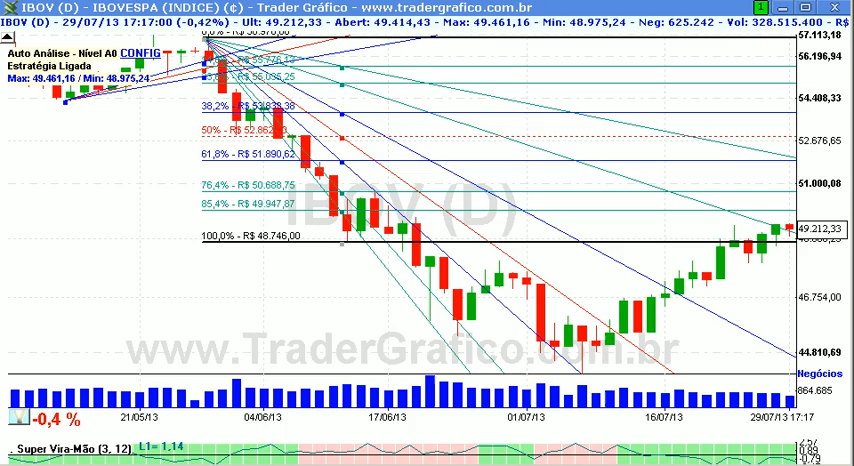 IBOV (D) - IBOVESPA (INDICE) (¢) - Trader Gráfico - www.tradergrafico.com.br
1
IBOV (D) - 29/07/13 17:17:00 (-0,42%) - Ult: 49.212,33 - Abert: 49.414,43 - Max: 49.461,16 - Min: 48.975,24 - Neg: 625.242 - Vol: 328.515.400 - R$
57.113,18
Auto Análise - Nível A0 CONFIG
56.196,94
Estratégia Ligada
Max: 49.461,16 / Min: 48.975,24
54.408,33
38,2% - R$ 53.833,38
52.676,65
61,8% - R$ 51.890,62
51.000,08
76,4% - R$ 50.688,75
85,4% - R$ 49.947,87
IBOV (D)
49.212,33
100,0% - R$ 48.746,00
46.754,00
www.TraderGrafico.com.br
44.810,69
Negócios
864.685
-0,4 %
21/05/13 04/06/13 17/06/13 01/07/13 16/07/13 29/07/13 17:17
. Super Vira-Mão (3, 12) L1= 1,14
2,57
0,89
-0,79